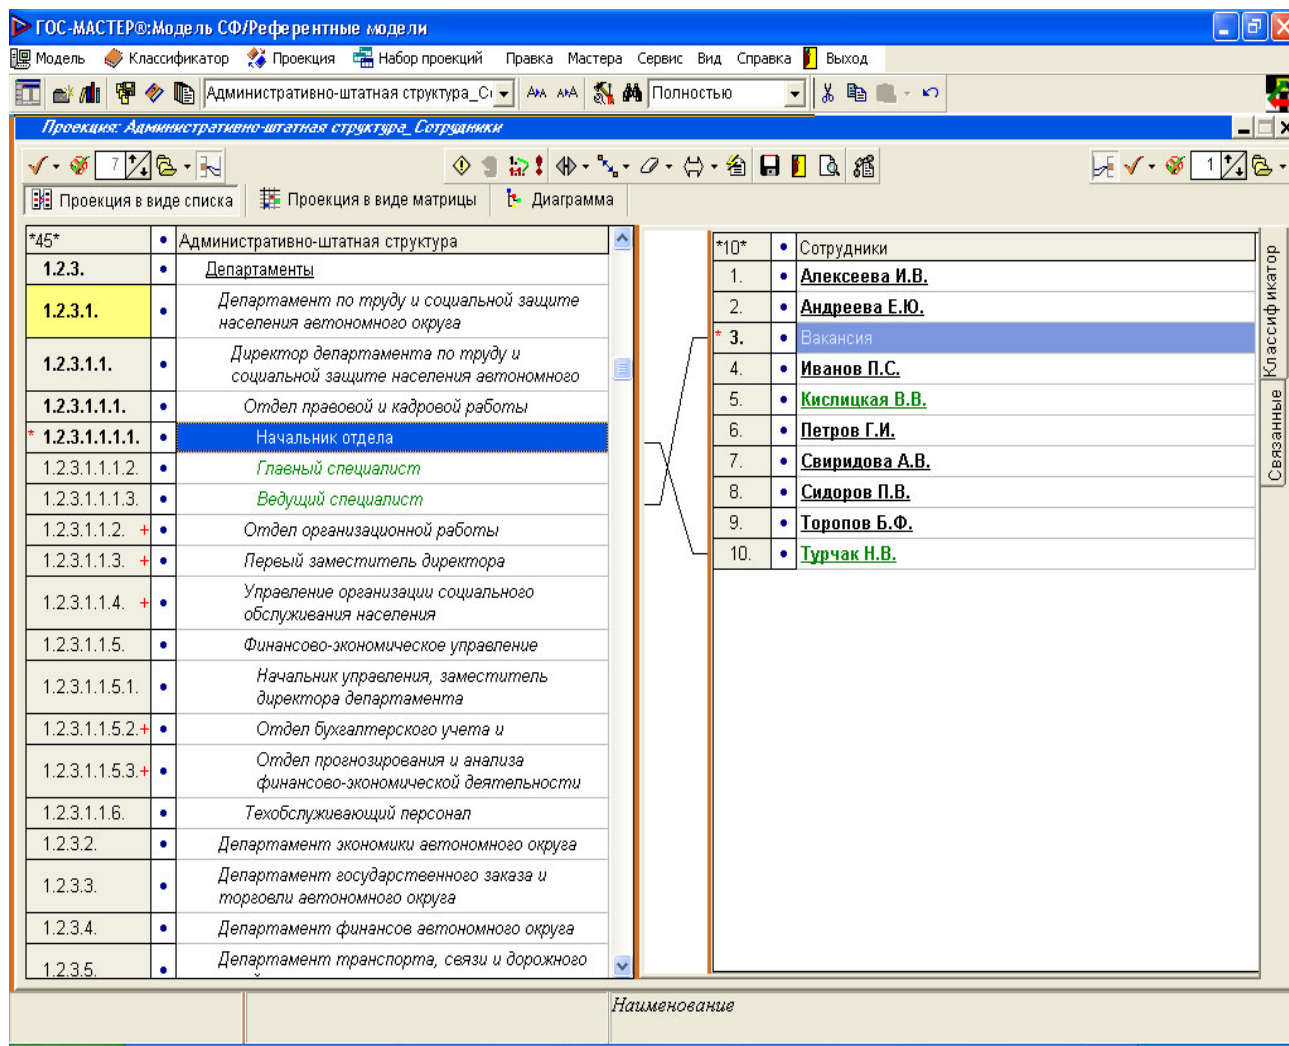 ГОС-МАСТЕР®:Модель СФ/Референтные модели
Модель Классификатор Проекция Набор проекций Правка Мастера Сервис Вид Справка Выход
Административно-штатная структура_С Полностью
Проекция: Административно-штатная структура_Сотрудники
7 1
Проекция в виде списка Проекция в виде матрицы Диаграмма
*45* Административно-штатная структура
1.2.3. Департаменты
1.2.3.1. Департамент по труду и социальной защите
населения автономного округа
1.2.3.1.1. Директор департамента по труду и
социальной защите населения автономного
1.2.3.1.1.1. Отдел правовой и кадровой работы
* 1.2.3.1.1.1.1. Начальник отдела
1.2.3.1.1.1.2. Главный специалист
1.2.3.1.1.1.3. Ведущий специалист
1.2.3.1.1.2. + Отдел организационной работы
1.2.3.1.1.3. + Первый заместитель директора
1.2.3.1.1.4. + Управление организации социального
обслуживания населения
1.2.3.1.1.5. Финансово-экономическое управление
1.2.3.1.1.5.1. Начальник управления, заместитель
директора департамента
1.2.3.1.1.5.2.+ Отдел бухгалтерского учета и
1.2.3.1.1.5.3.+ Отдел прогнозирования и анализа
финансово-экономической деятельности
1.2.3.1.1.6. Техобслуживающий персонал
1.2.3.2. Департамент экономики автономного округа
1.2.3.3. Департамент государственного заказа и
торговли автономного округа
1.2.3.4. Департамент финансов автономного округа
1.2.3.5. Департамент транспорта, связи и дорожного
*10* Сотрудники
1. Алексеева И.В.
2. Андреева Е.Ю.
* 3. Вакансия
4. Иванов П.С.
5. Кислицкая В.В.
6. Петров Г.И.
7. Свиридова А.В.
8. Сидоров П.В.
9. Торопов Б.Ф.
10. Турчак Н.В.
Классификатор
Связанные
Наименование